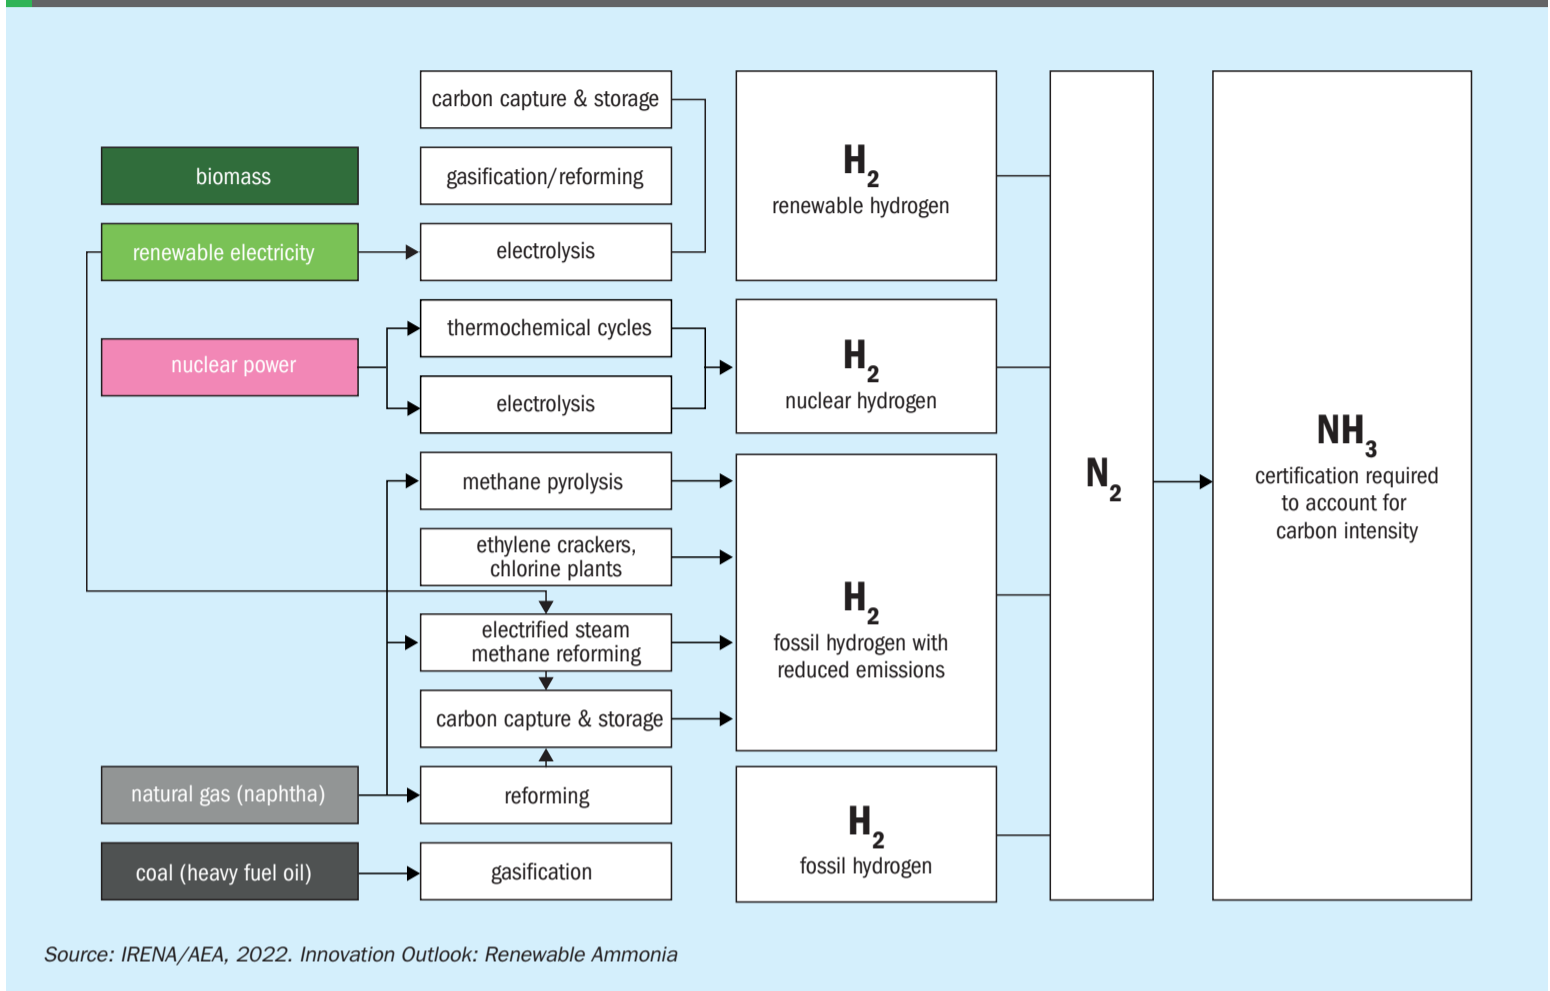 carbon capture & storage
biomass
gasification/reforming
renewable electricity
electrolysis
H2
renewable hydrogen
nuclear power
thermochemical cycles
electrolysis
H2
nuclear hydrogen
methane pyrolysis
ethylene crackers,
chlorine plants
electrified steam
methane reforming
carbon capture & storage
H2
fossil hydrogen with
reduced emissions
natural gas (naphtha)
reforming
coal (heavy fuel oil)
gasification
H2
fossil hydrogen
N2
NH3
certification required
to account for
carbon intensity
Source: IRENA/AEA, 2022. Innovation Outlook: Renewable Ammonia